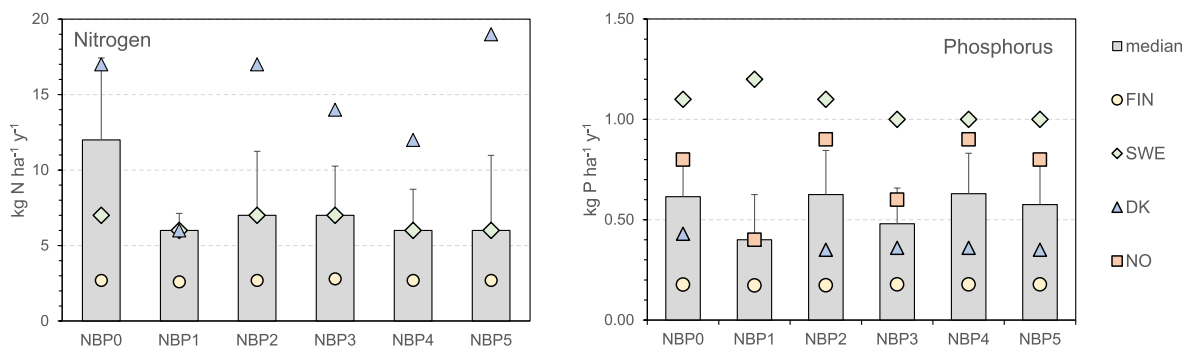 Nitrogen
kg N ha⁻¹ y⁻¹
20
15
10
5
0
NBP0 NBP1 NBP2 NBP3 NBP4 NBP5
Phosphorus
kg P ha⁻¹ y⁻¹
1.50
1.00
0.50
0.00
NBP0 NBP1 NBP2 NBP3 NBP4 NBP5
median
FIN
SWE
DK
NO